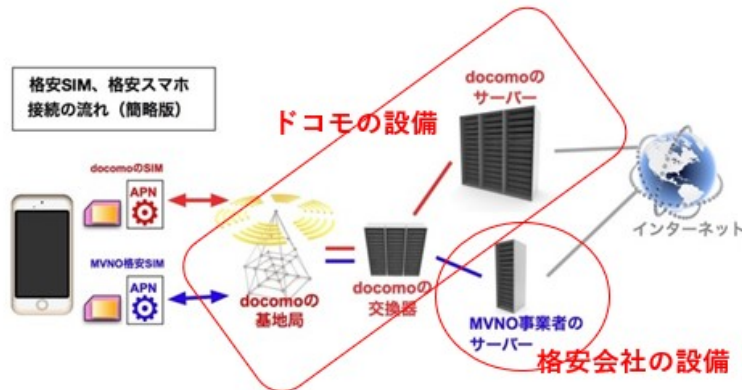 格安SIM、格安スマホ
接続の流れ（簡略版）
docomoの
サーバー
ドコモの設備
docomoのSIM
APN
インターネット
MVNO格安SIM
APN
docomoの
基地局
docomoの
交換器
MVNO事業者の
サーバー
格安会社の設備